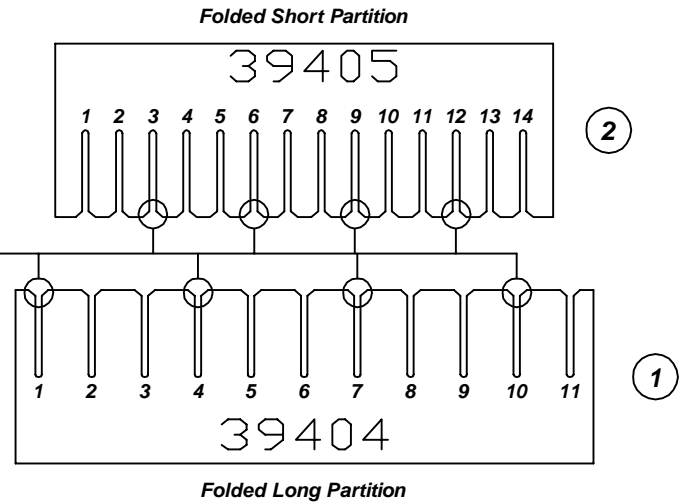 Folded Short Partition
39405
1 2 3 4 5 6 7 8 9 10 11 12 13 14
2
1 2 3 4 5 6 7 8 9 10 11
1
39404
Folded Long Partition